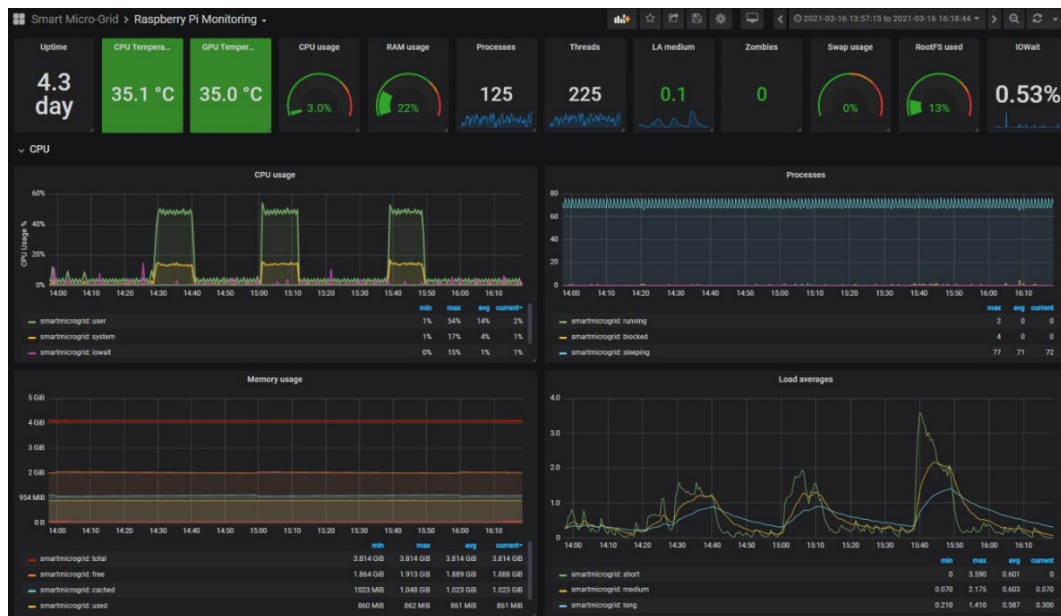 Smart Micro-Grid > Raspberry Pi Monitoring
2021-03-16 13:57:15 to 2021-03-16 16:18:44
Uptime
4.3
day
CPU Tempera...
35.1 °C
GPU Temper...
35.0 °C
CPU usage
3.0%
RAM usage
22%
Processes
125
Threads
225
LA medium
0.1
Zombies
0
Swap usage
0%
RootFS used
13%
IOWait
0.53%
CPU
CPU usage
CPU Usage %
60%
40%
20%
0%
14:00 14:10 14:20 14:30 14:40 14:50 15:00 15:10 15:20 15:30 15:40 15:50 16:00 16:10
min max avg current
smartmicrogrid: user 1% 54% 14% 2%
smartmicrogrid: system 1% 17% 4% 1%
smartmicrogrid: iowait 0% 15% 1% 1%
Processes
80
60
40
20
0
14:00 14:10 14:20 14:30 14:40 14:50 15:00 15:10 15:20 15:30 15:40 15:50 16:00 16:10
max avg current
smartmicrogrid: running 2 0 0
smartmicrogrid: blocked 4 0 0
smartmicrogrid: sleeping 77 71 72
Memory usage
5 GiB
4 GiB
3 GiB
2 GiB
954 MiB
0 B
14:00 14:10 14:20 14:30 14:40 14:50 15:00 15:10 15:20 15:30 15:40 15:50 16:00 16:10
min max avg current
smartmicrogrid: total 3.814 GiB 3.814 GiB 3.814 GiB 3.814 GiB
smartmicrogrid: free 1.864 GiB 1.913 GiB 1.889 GiB 1.888 GiB
smartmicrogrid: cached 1023 MiB 1.048 GiB 1.023 GiB 1.023 GiB
smartmicrogrid: used 860 MiB 862 MiB 861 MiB 861 MiB
Load averages
4.0
3.0
2.0
1.0
0
14:00 14:10 14:20 14:30 14:40 14:50 15:00 15:10 15:20 15:30 15:40 15:50 16:00 16:10
min max avg current
smartmicrogrid: short 0 3.590 0.601 0
smartmicrogrid: medium 0.070 2.175 0.603 0.070
smartmicrogrid: long 0.210 1.410 0.587 0.300